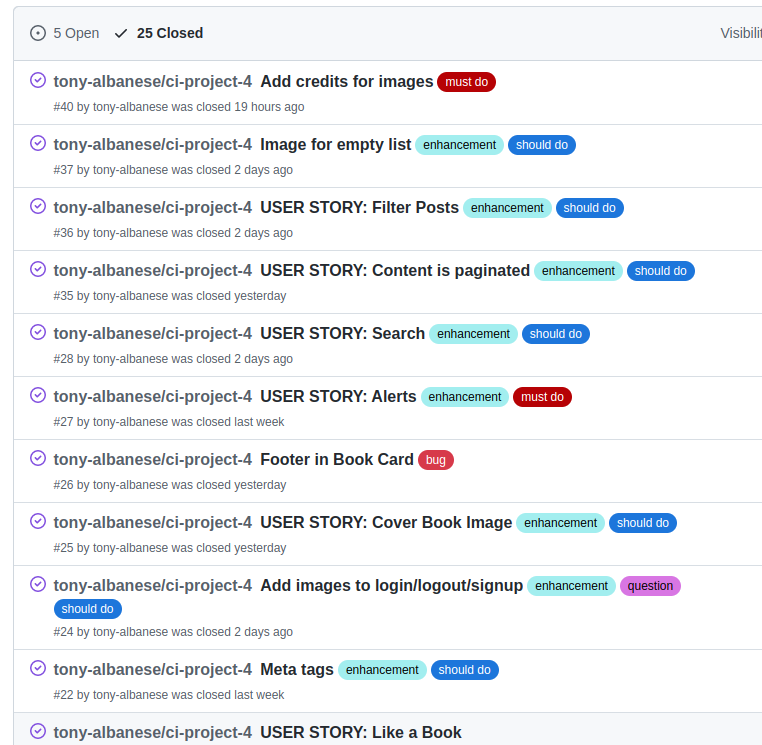 5 Open 25 Closed Visibilit
tony-albanese/ci-project-4 Add credits for images must do
#40 by tony-albanese was closed 19 hours ago
tony-albanese/ci-project-4 Image for empty list enhancement should do
#37 by tony-albanese was closed 2 days ago
tony-albanese/ci-project-4 USER STORY: Filter Posts enhancement should do
#36 by tony-albanese was closed 2 days ago
tony-albanese/ci-project-4 USER STORY: Content is paginated enhancement should do
#35 by tony-albanese was closed yesterday
tony-albanese/ci-project-4 USER STORY: Search enhancement should do
#28 by tony-albanese was closed 2 days ago
tony-albanese/ci-project-4 USER STORY: Alerts enhancement must do
#27 by tony-albanese was closed last week
tony-albanese/ci-project-4 Footer in Book Card bug
#26 by tony-albanese was closed yesterday
tony-albanese/ci-project-4 USER STORY: Cover Book Image enhancement should do
#25 by tony-albanese was closed yesterday
tony-albanese/ci-project-4 Add images to login/logout/signup enhancement question
should do
#24 by tony-albanese was closed 2 days ago
tony-albanese/ci-project-4 Meta tags enhancement should do
#22 by tony-albanese was closed last week
tony-albanese/ci-project-4 USER STORY: Like a Book